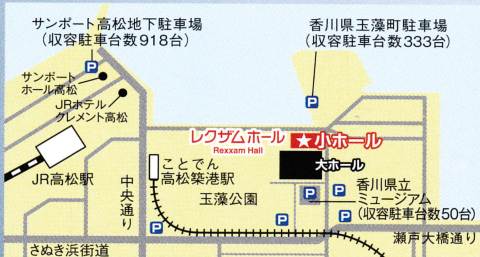 サンポート高松地下駐車場
（収容駐車台数918台）
香川県玉藻町駐車場
（収容駐車台数333台）
P
サンポート
ホール高松
JRホテル
クレメント高松
P
レクザムホール
Rexxam Hall
★小ホール
大ホール
JR高松駅
中央通り
ことでん
高松築港駅
玉藻公園
P
P
香川県立
ミュージアム
（収容駐車台数50台）
P
P
P
瀬戸大橋通り
さぬき浜街道